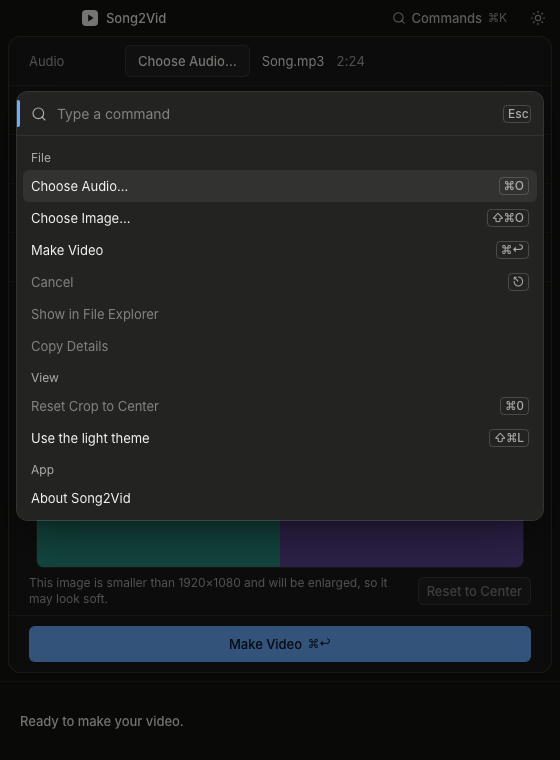 Song2Vid
Commands ⌘K
Audio
Choose Audio...
Song.mp3
2:24
Type a command
Esc
File
Choose Audio...
⌘O
Choose Image...
⇧⌘O
Make Video
⌘↩
Cancel
⎋
Show in File Explorer
Copy Details
View
Reset Crop to Center
⌘0
Use the light theme
⇧⌘L
App
About Song2Vid
This image is smaller than 1920×1080 and will be enlarged, so it
may look soft.
Reset to Center
Make Video ⌘↩
Ready to make your video.